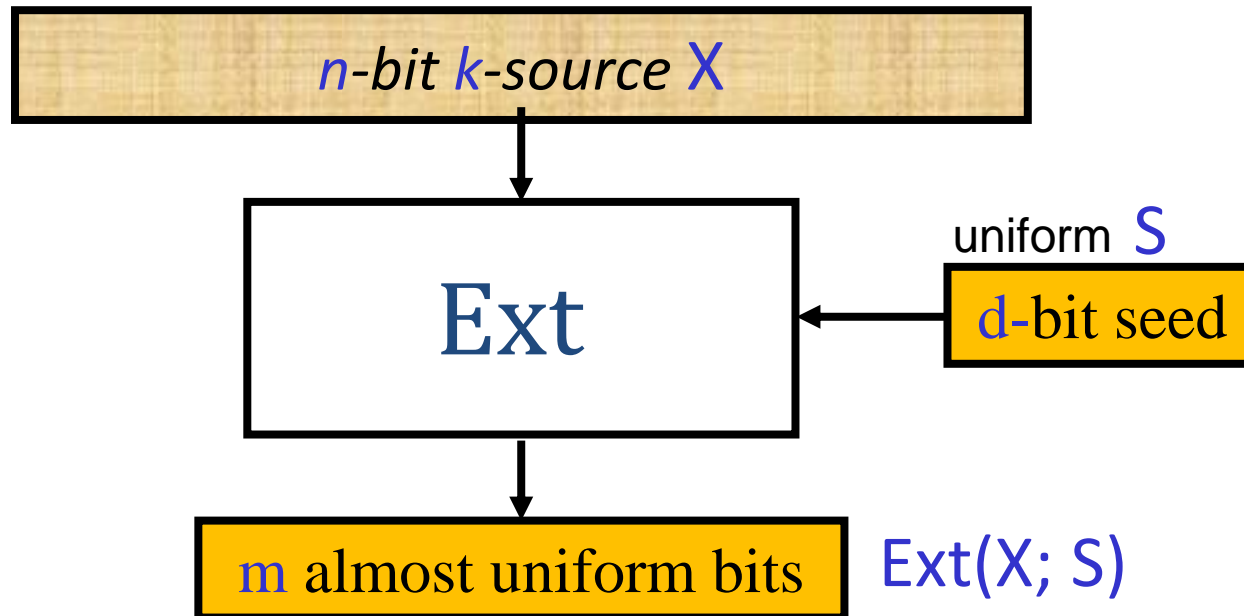 n-bit k-source X
uniform S
Ext
d-bit seed
m almost uniform bits
Ext(X; S)